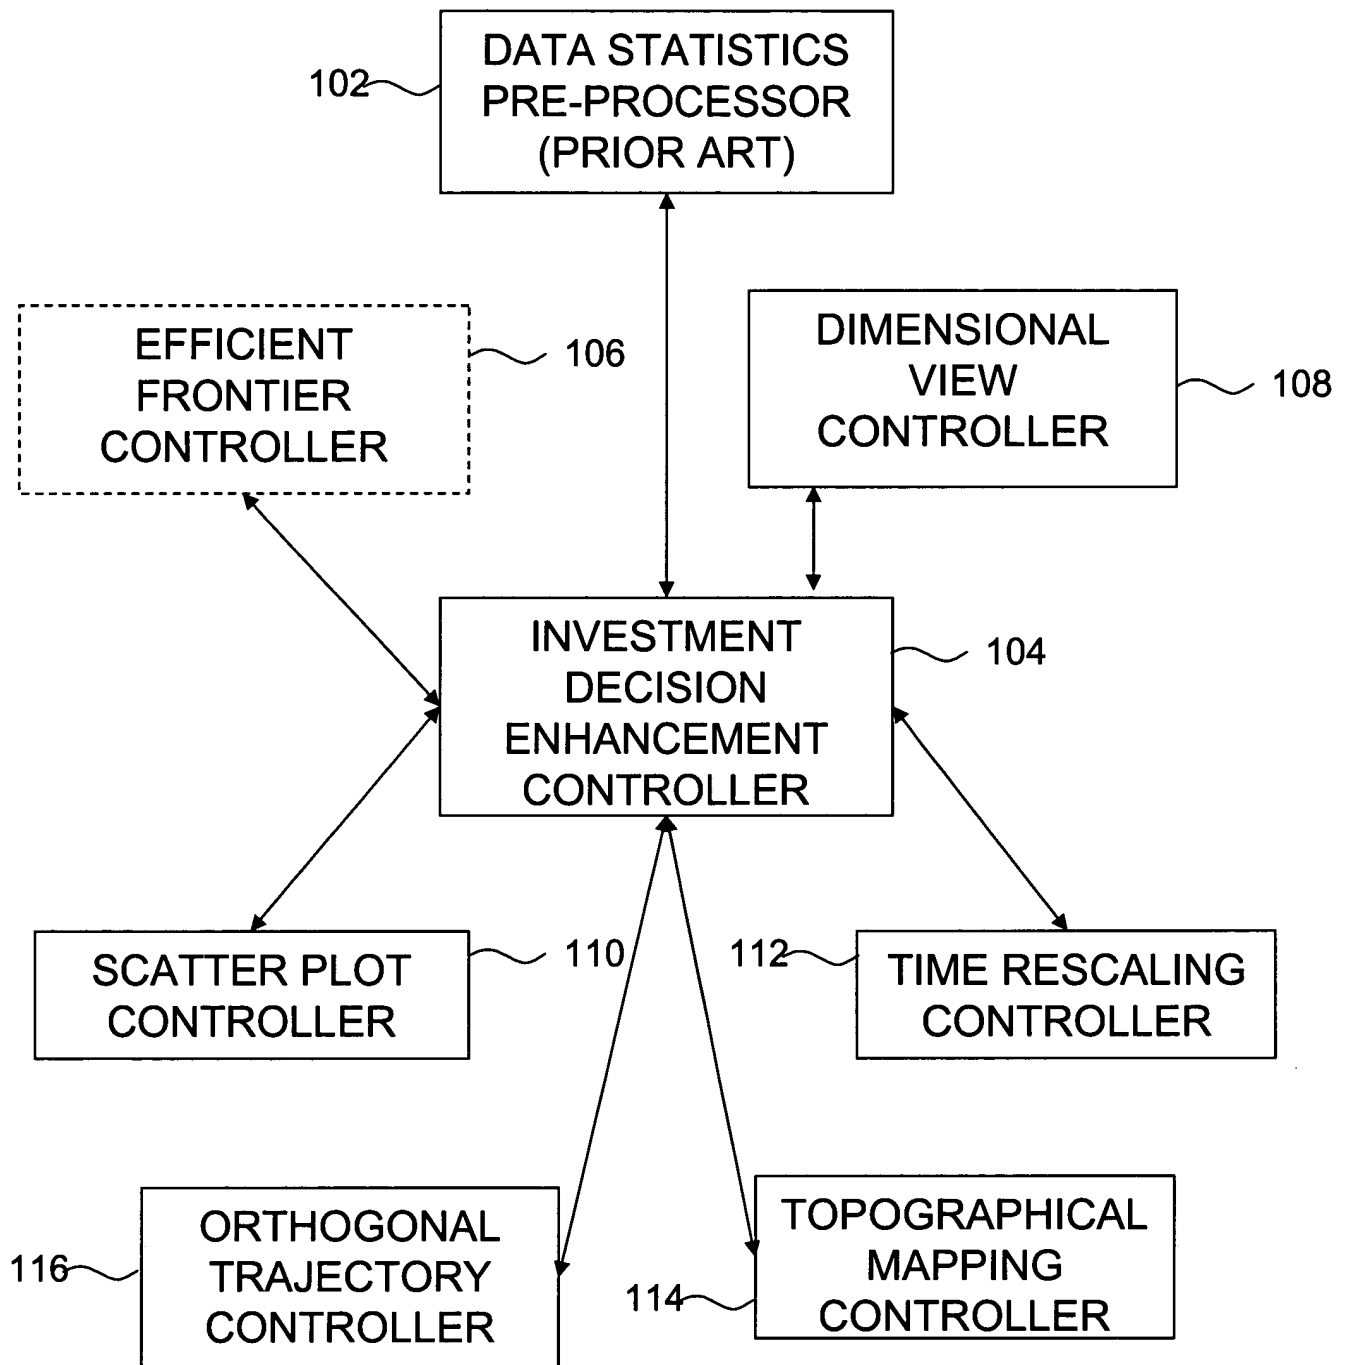 DATA STATISTICS
PRE-PROCESSOR
(PRIOR ART)
102
EFFICIENT
FRONTIER
CONTROLLER
106
DIMENSIONAL
VIEW
CONTROLLER
108
INVESTMENT
DECISION
ENHANCEMENT
CONTROLLER
104
SCATTER PLOT
CONTROLLER
110
112
TIME RESCALING
CONTROLLER
116
ORTHOGONAL
TRAJECTORY
CONTROLLER
114
TOPOGRAPHICAL
MAPPING
CONTROLLER